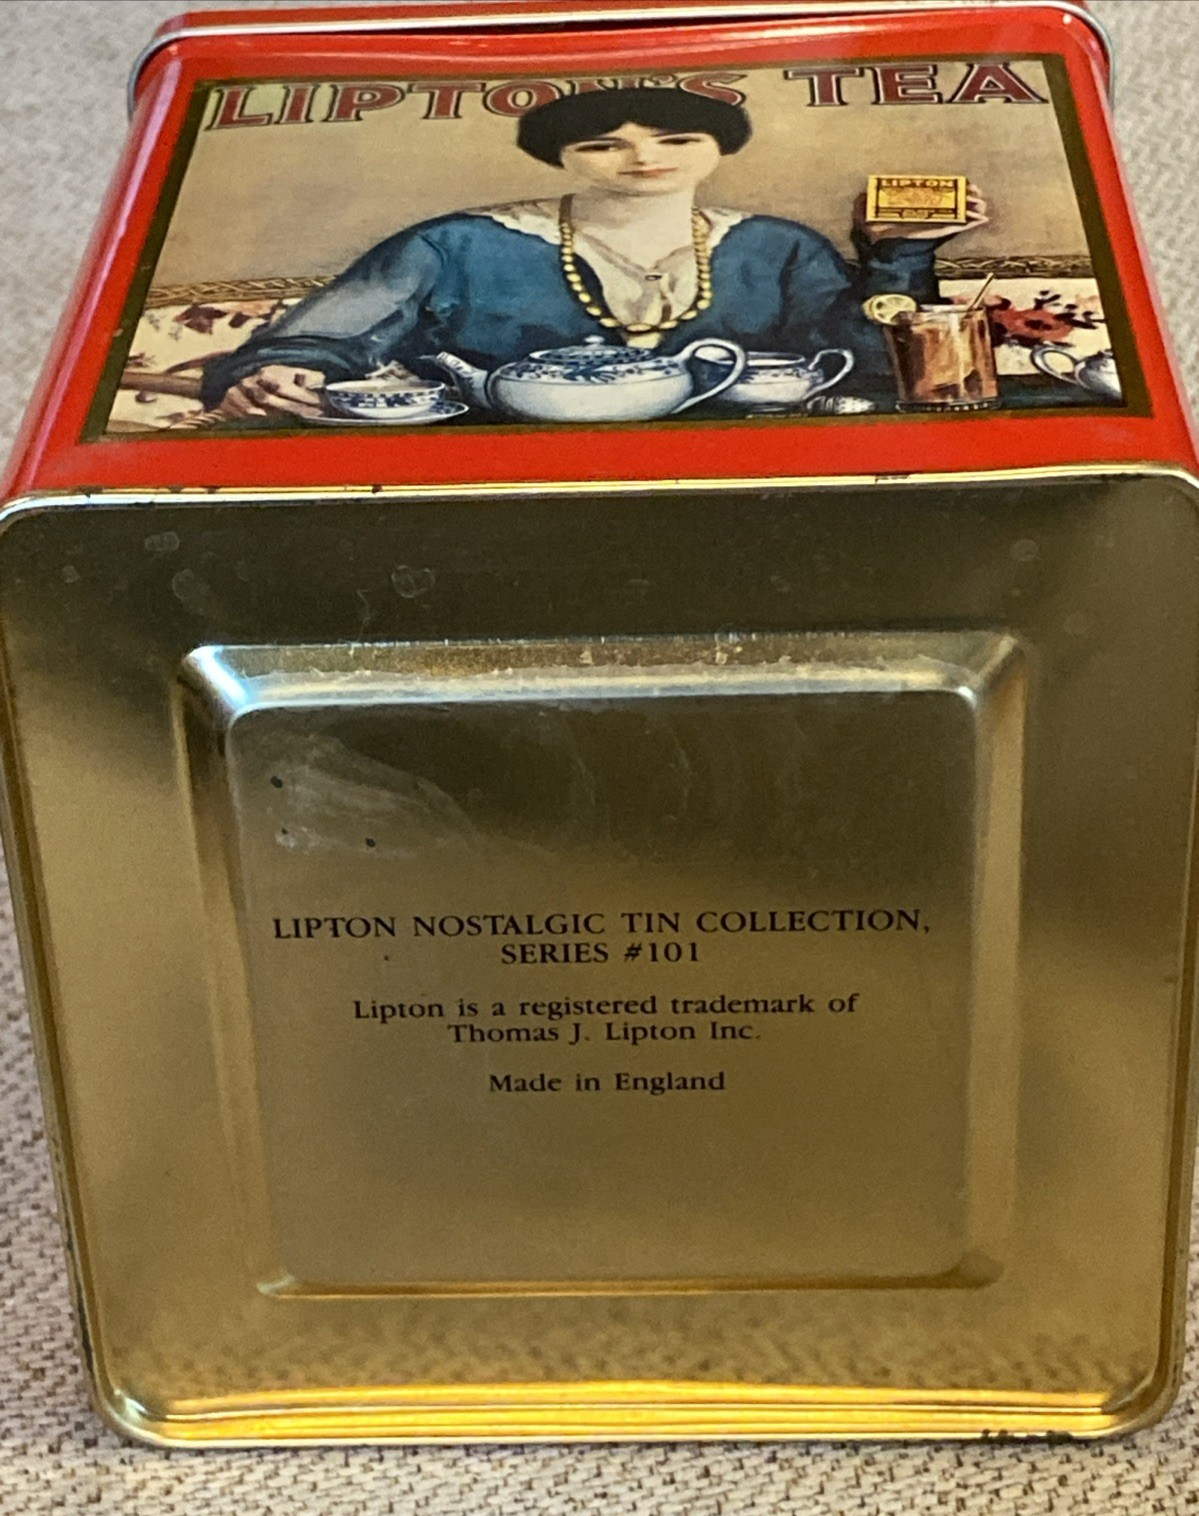 LIPTON'S TEA
LIPTON
LIPTON NOSTALGIC TIN COLLECTION,
SERIES #101
Lipton is a registered trademark of
Thomas J. Lipton Inc.
Made in England